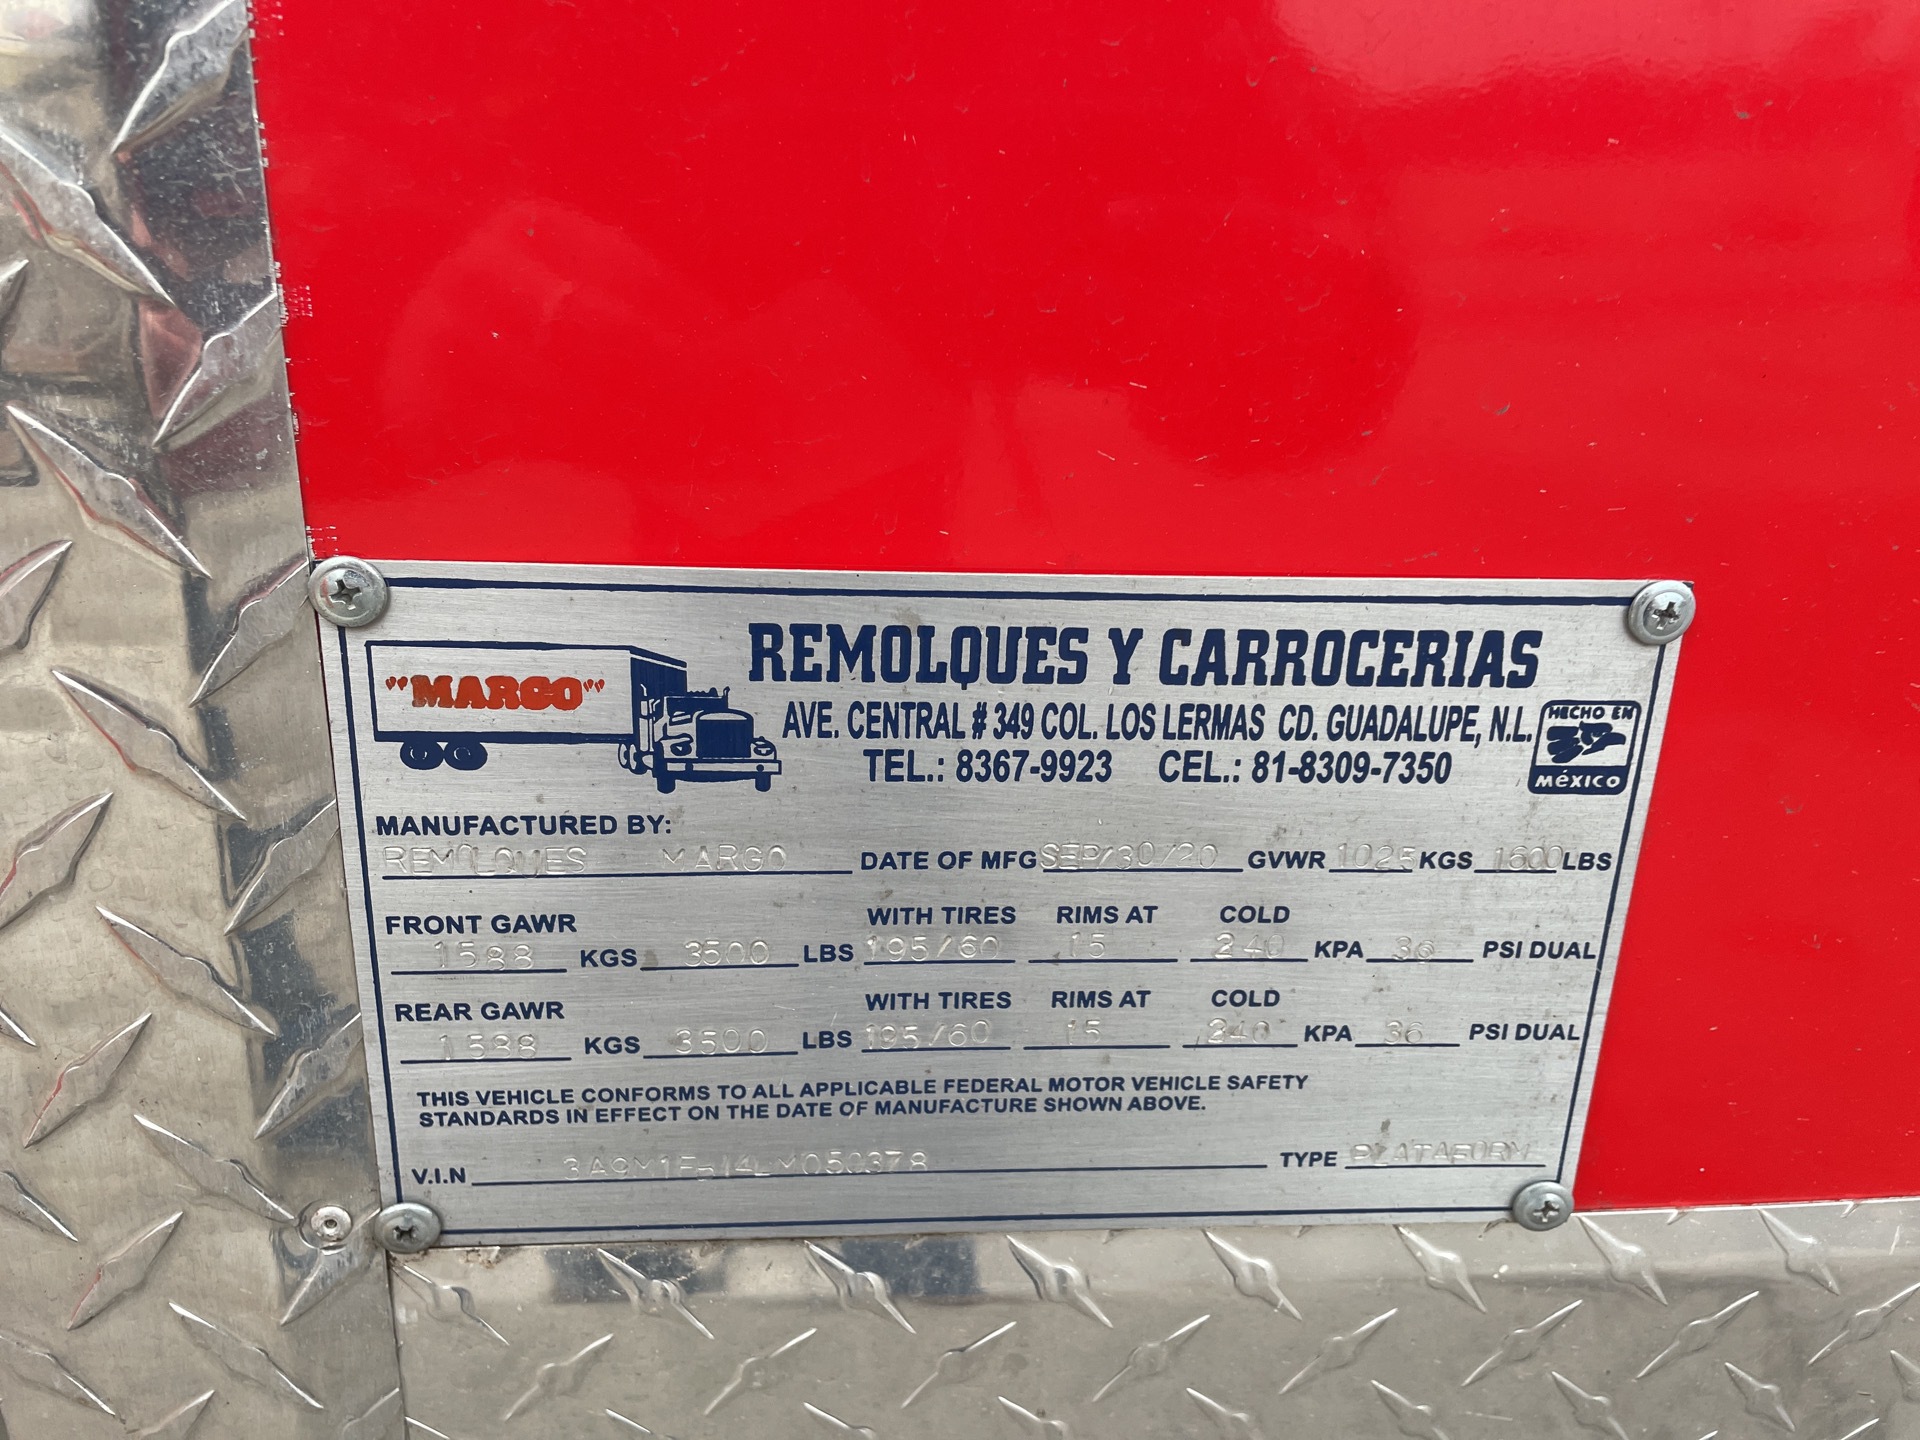 "MARGO"
REMOLQUES Y CARROCERIAS
AVE. CENTRAL # 349 COL. LOS LERMAS CD. GUADALUPE, N.L.
TEL.: 8367-9923 CEL.: 81-8309-7350
HECHO EN
MéXICO
MANUFACTURED BY:
REMOLQUES MARGO DATE OF MFG SEP/30/20 GVWR 1025 KGS 1600 LBS
FRONT GAWR WITH TIRES RIMS AT COLD
1588 KGS 3500 LBS 195/60 15 240 KPA 36 PSI DUAL
REAR GAWR WITH TIRES RIMS AT COLD
1588 KGS 3500 LBS 195/60 15 240 KPA 36 PSI DUAL
THIS VEHICLE CONFORMS TO ALL APPLICABLE FEDERAL MOTOR VEHICLE SAFETY
STANDARDS IN EFFECT ON THE DATE OF MANUFACTURE SHOWN ABOVE.
V.I.N TYPE PLATAFORM